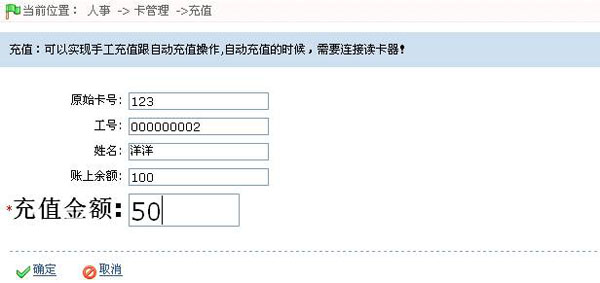 当前位置： 人事 -> 卡管理 ->充值
充值：可以实现手工充值跟自动充值操作,自动充值的时候，需要连接读卡器!
原始卡号: 123
工号: 000000002
姓名: 洋洋
账上余额: 100
*充值金额: 50
确定 取消